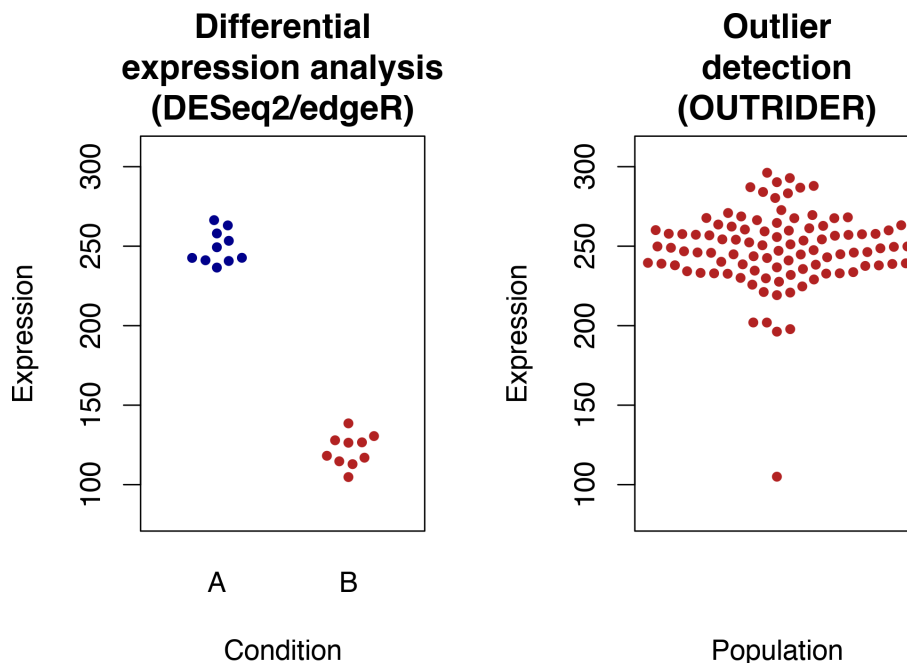 Differential
expression analysis
(DESeq2/edgeR)
300
250
200
150
100
Expression
A
B
Condition
Outlier
detection
(OUTRIDER)
300
250
200
150
100
Expression
Population